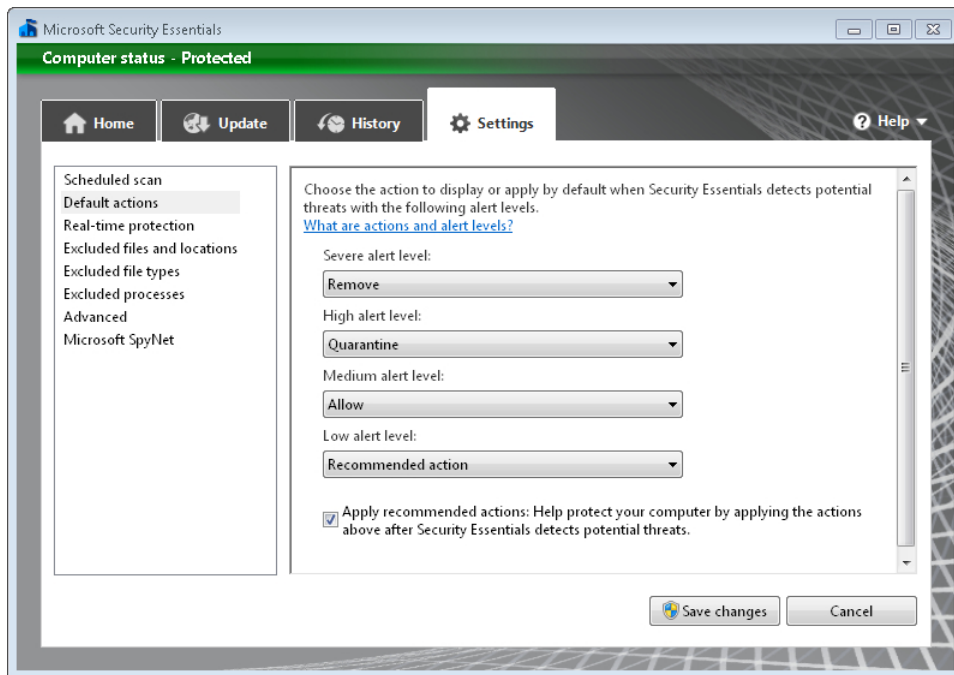 Microsoft Security Essentials
Computer status - Protected
Home
Update
History
Settings
Help
Scheduled scan
Default actions
Real-time protection
Excluded files and locations
Excluded file types
Excluded processes
Advanced
Microsoft SpyNet
Choose the action to display or apply by default when Security Essentials detects potential
threats with the following alert levels.
What are actions and alert levels?
Severe alert level:
Remove
High alert level:
Quarantine
Medium alert level:
Allow
Low alert level:
Recommended action
Apply recommended actions: Help protect your computer by applying the actions
above after Security Essentials detects potential threats.
Save changes
Cancel